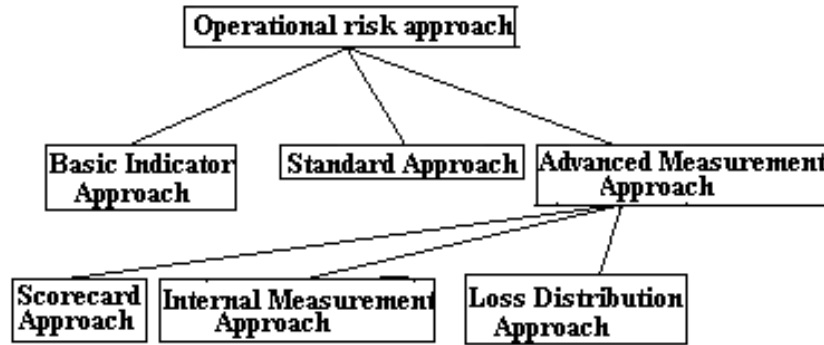 Operational risk approach
Basic Indicator
Approach
Standard Approach
Advanced Measurement
Approach
Scorecard
Approach
Internal Measurement
Approach
Loss Distribution
Approach